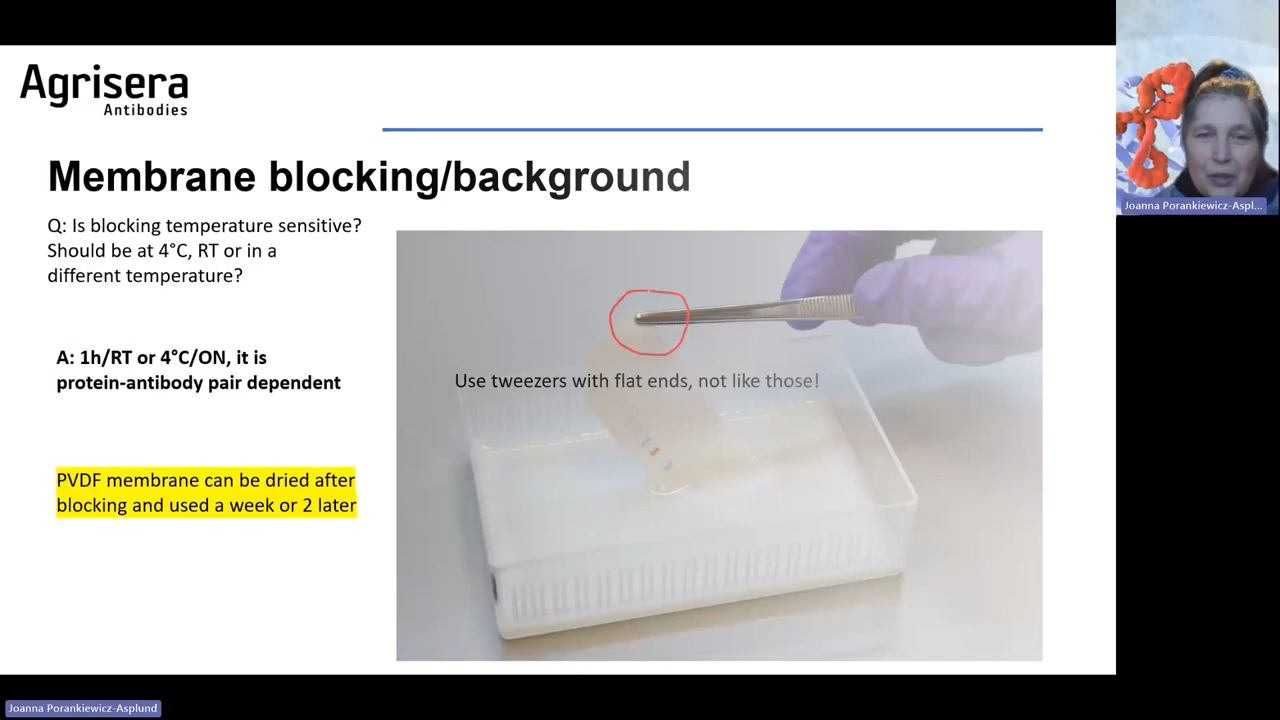 Agrisera
Antibodies
Membrane blocking/background
Q: Is blocking temperature sensitive?
Should be at 4°C, RT or in a
different temperature?
A: 1h/RT or 4°C/ON, it is
protein-antibody pair dependent
PVDF membrane can be dried after
blocking and used a week or 2 later
Use tweezers with flat ends, not like those!
Joanna Porankiewicz-Aspl...
Joanna Porankiewicz-Asplund